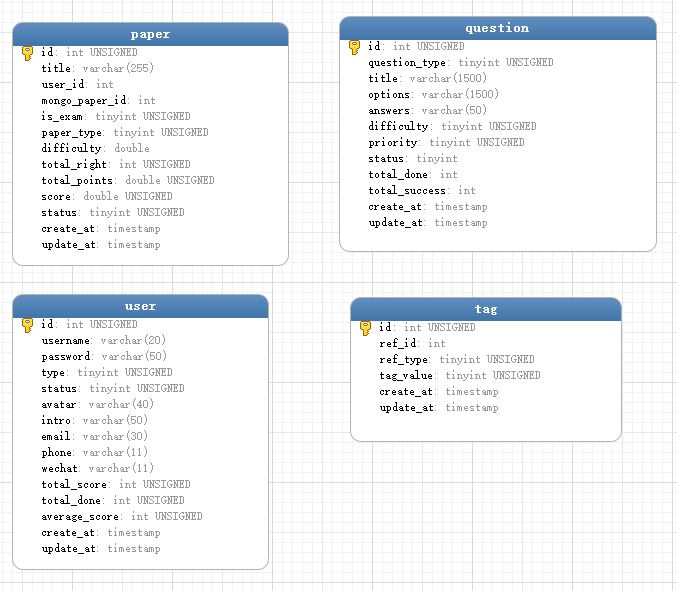 paper
id: int UNSIGNED
title: varchar(255)
user_id: int
mongo_paper_id: int
is_exam: tinyint UNSIGNED
paper_type: tinyint UNSIGNED
difficulty: double
total_right: int UNSIGNED
total_points: double UNSIGNED
score: double UNSIGNED
status: tinyint UNSIGNED
create_at: timestamp
update_at: timestamp
question
id: int UNSIGNED
question_type: tinyint UNSIGNED
title: varchar(1500)
options: varchar(1500)
answers: varchar(50)
difficulty: tinyint UNSIGNED
priority: tinyint UNSIGNED
status: tinyint
total_done: int
total_success: int
create_at: timestamp
update_at: timestamp
user
id: int UNSIGNED
username: varchar(20)
password: varchar(50)
type: tinyint UNSIGNED
status: tinyint UNSIGNED
avatar: varchar(40)
intro: varchar(50)
email: varchar(30)
phone: varchar(11)
wechat: varchar(11)
total_score: int UNSIGNED
total_done: int UNSIGNED
average_score: int UNSIGNED
create_at: timestamp
update_at: timestamp
tag
id: int UNSIGNED
ref_id: int
ref_type: tinyint UNSIGNED
tag_value: tinyint UNSIGNED
create_at: timestamp
update_at: timestamp